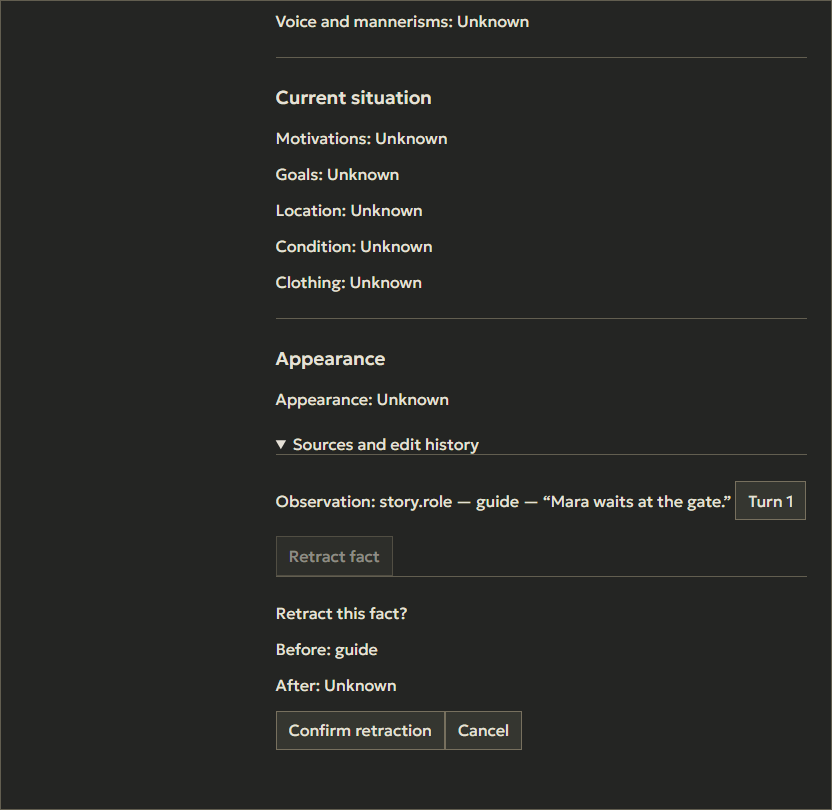 Voice and mannerisms: Unknown
Current situation
Motivations: Unknown
Goals: Unknown
Location: Unknown
Condition: Unknown
Clothing: Unknown
Appearance
Appearance: Unknown
▼ Sources and edit history
Observation: story.role — guide — “Mara waits at the gate.” Turn 1
Retract fact
Retract this fact?
Before: guide
After: Unknown
Confirm retraction Cancel